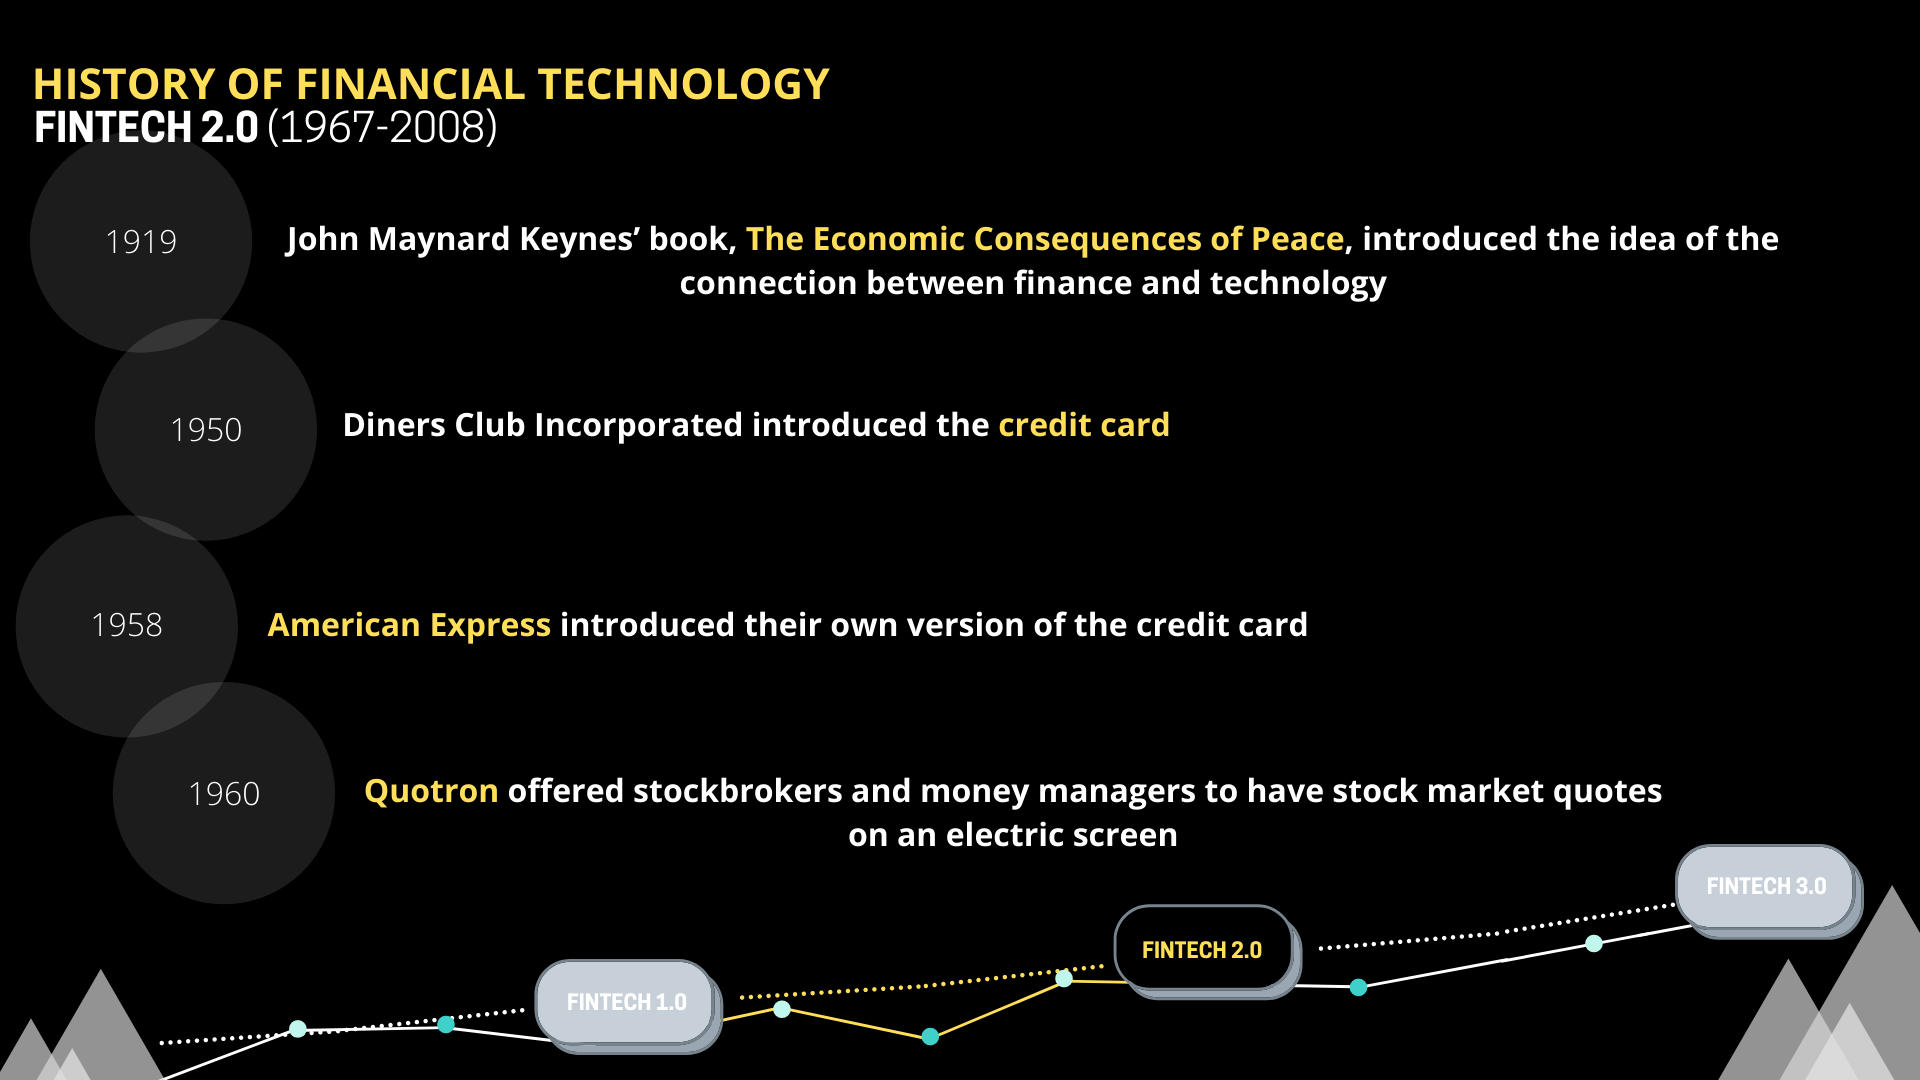 HISTORY OF FINANCIAL TECHNOLOGY
FINTECH 2.0 (1967-2008)
1919
John Maynard Keynes’ book, The Economic Consequences of Peace, introduced the idea of the
connection between finance and technology
1950
Diners Club Incorporated introduced the credit card
1958
American Express introduced their own version of the credit card
1960
Quotron offered stockbrokers and money managers to have stock market quotes
on an electric screen
FINTECH 1.0
FINTECH 2.0
FINTECH 3.0